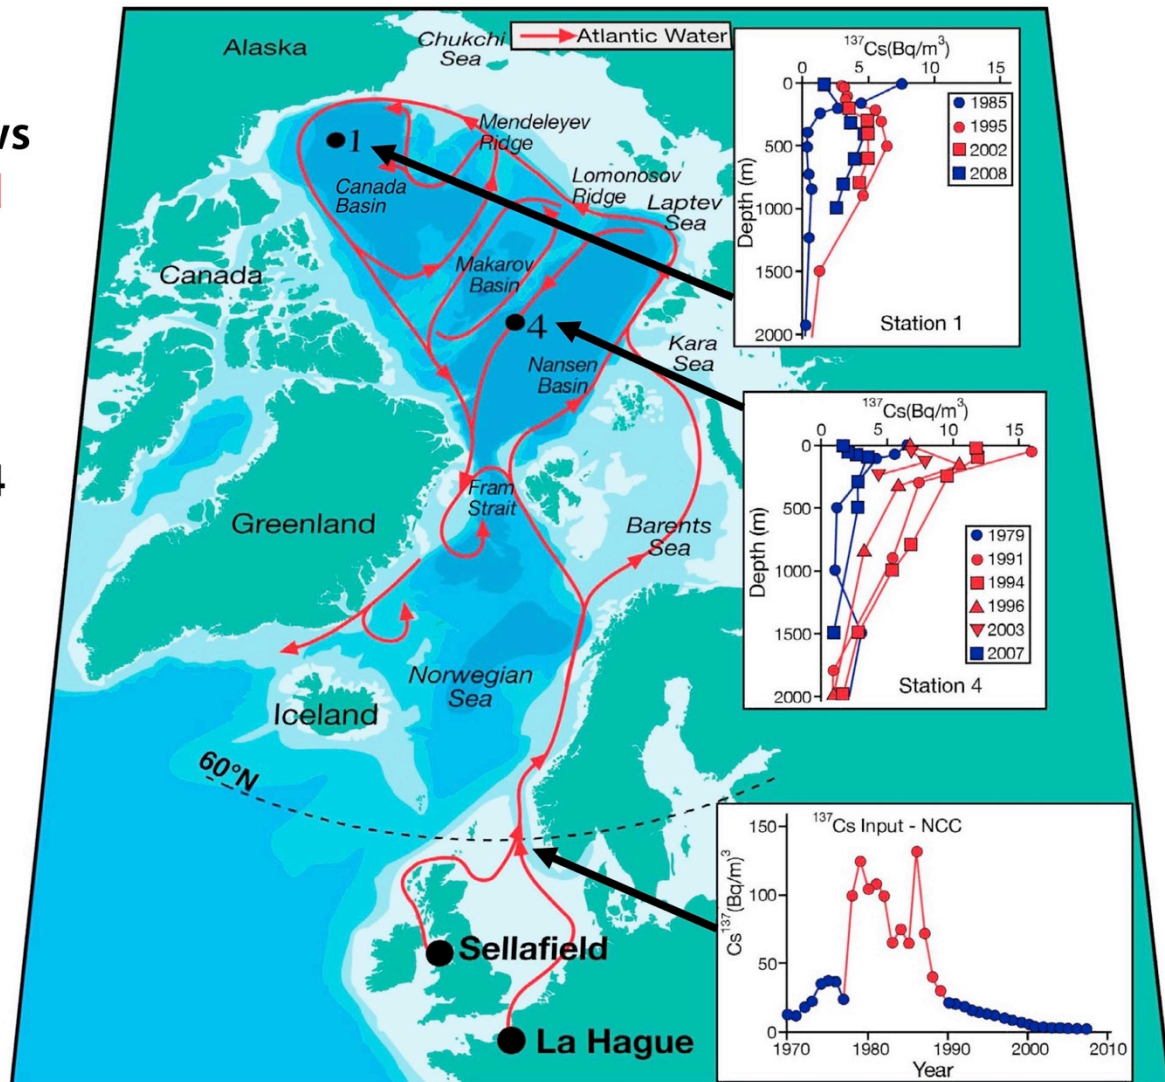 vs
4
Alaska
Chukchi
Sea
Atlantic Water
1
Mendeleyev
Ridge
Canada
Basin
Lomonosov
Ridge
Laptev
Sea
Canada
Makarov
Basin
4
Kara
Sea
Nansen
Basin
Greenland
Fram
Strait
Barents
Sea
Norwegian
Sea
Iceland
60°N
Sellafield
La Hague
¹³⁷Cs(Bq/m³)
0 5 10 15
0
500
1000
1500
2000
Depth (m)
1985
1995
2002
2008
Station 1
¹³⁷Cs(Bq/m³)
0 5 10 15
0
500
1000
1500
2000
Depth (m)
1979
1991
1994
1996
2003
2007
Station 4
¹³⁷Cs Input - NCC
Cs¹³⁷(Bq/m)³
150
100
50
0
1970 1980 1990 2000 2010
Year